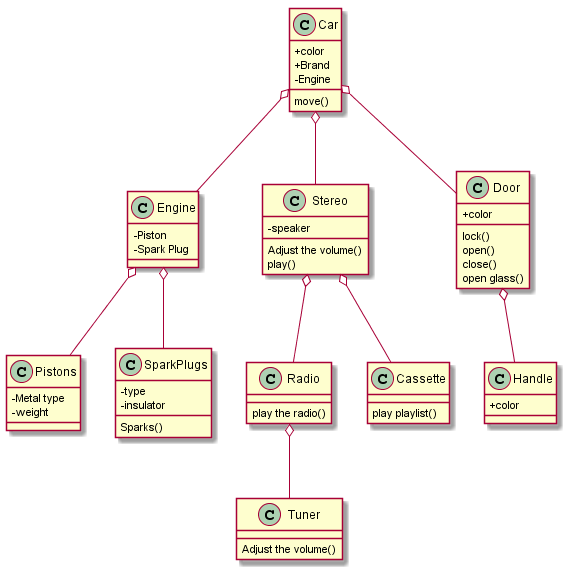 C Car
+color
+Brand
-Engine
move()
C Engine
-Piston
-Spark Plug
C Stereo
-speaker
Adjust the volume()
play()
C Door
+color
lock()
open()
close()
open glass()
C Pistons
-Metal type
-weight
C SparkPlugs
-type
-insulator
Sparks()
C Radio
play the radio()
C Cassette
play playlist()
C Handle
+color
C Tuner
Adjust the volume()